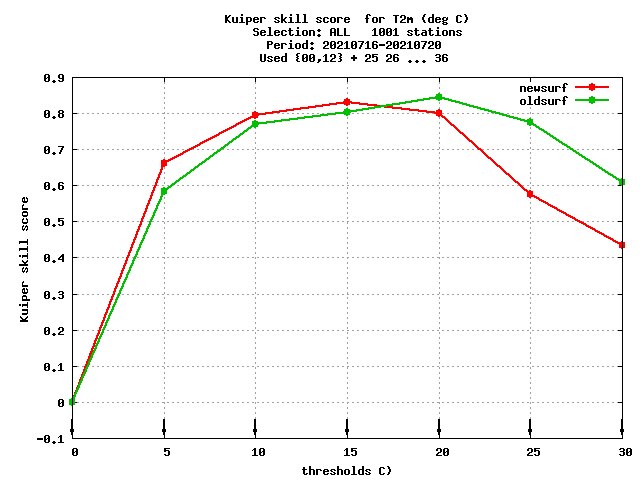 Kuiper skill score  for T2m (deg C)
Selection: ALL   1001 stations
Period: 20210716-20210720
Used {00,12} + 25 26 ... 36
newsurf
oldsurf
0.9
0.8
0.7
0.6
0.5
0.4
0.3
0.2
0.1
0
-0.1
Kuiper skill score
0 5 10 15 20 25 30
thresholds C)